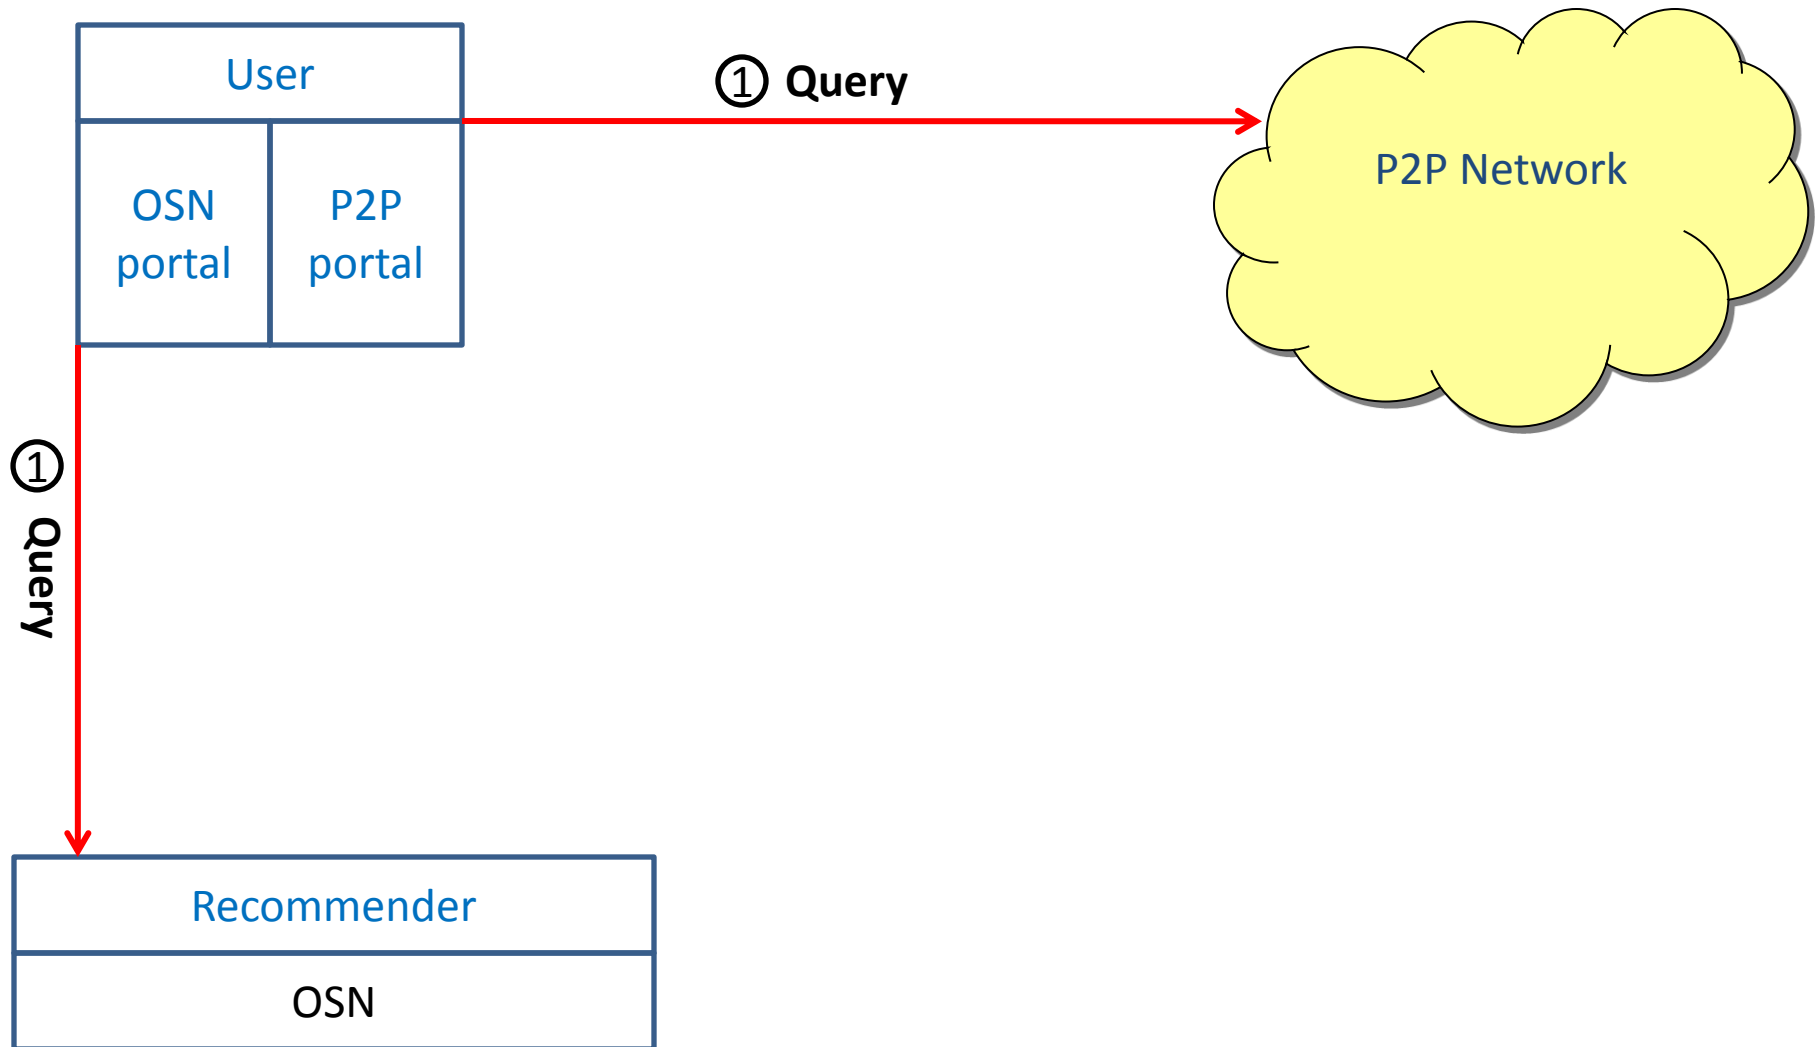 User
① Query
OSN
portal
P2P
portal
P2P Network
① Query
Recommender
OSN